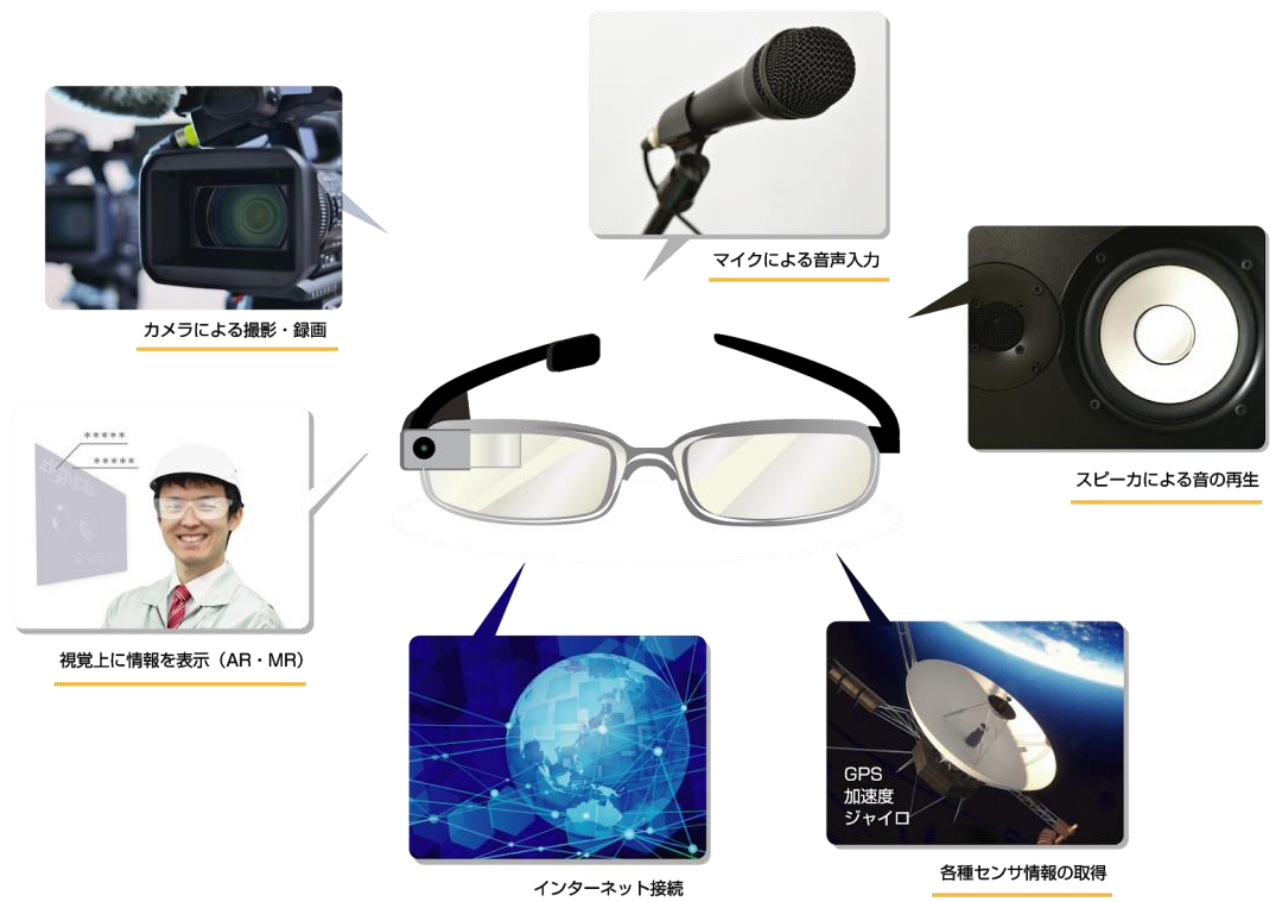 マイクによる音声入力
カメラによる撮影・録画
*****
*****
スピーカによる音の再生
視覚上に情報を表示（AR・MR）
GPS
加速度
ジャイロ
インターネット接続
各種センサ情報の取得